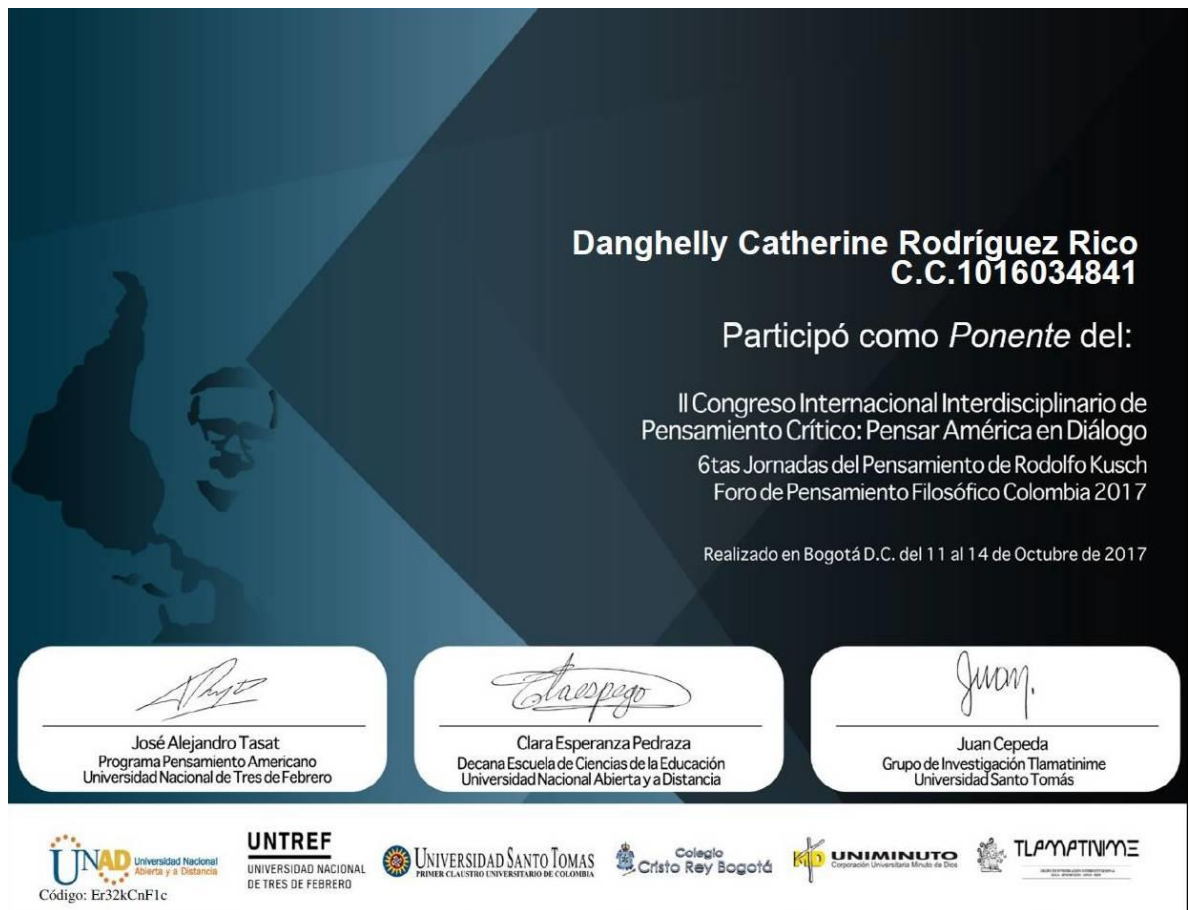 Danghelly Catherine Rodríguez Rico
C.C.1016034841
Participó como Ponente del:
II Congreso Internacional Interdisciplinario de
Pensamiento Crítico: Pensar América en Diálogo
6tas Jornadas del Pensamiento de Rodolfo Kusch
Foro de Pensamiento Filosófico Colombia 2017
Realizado en Bogotá D.C. del 11 al 14 de Octubre de 2017
José Alejandro Tasat
Programa Pensamiento Americano
Universidad Nacional de Tres de Febrero
Clara Esperanza Pedraza
Decana Escuela de Ciencias de la Educación
Universidad Nacional Abierta y a Distancia
Juan.
Juan Cepeda
Grupo de Investigación Tlamatinime
Universidad Santo Tomás
UNAD Universidad Nacional
Abierta y a Distancia
Código: Er32kCnF1c
UNTREF
UNIVERSIDAD NACIONAL
DE TRES DE FEBRERO
UNIVERSIDAD SANTO TOMAS
PRIMER CLAUSTRO UNIVERSITARIO DE COLOMBIA
Colegio
Cristo Rey Bogotá
UNIMINUTO
Corporación Universitaria Minuto de Dios
TLAMATINIME